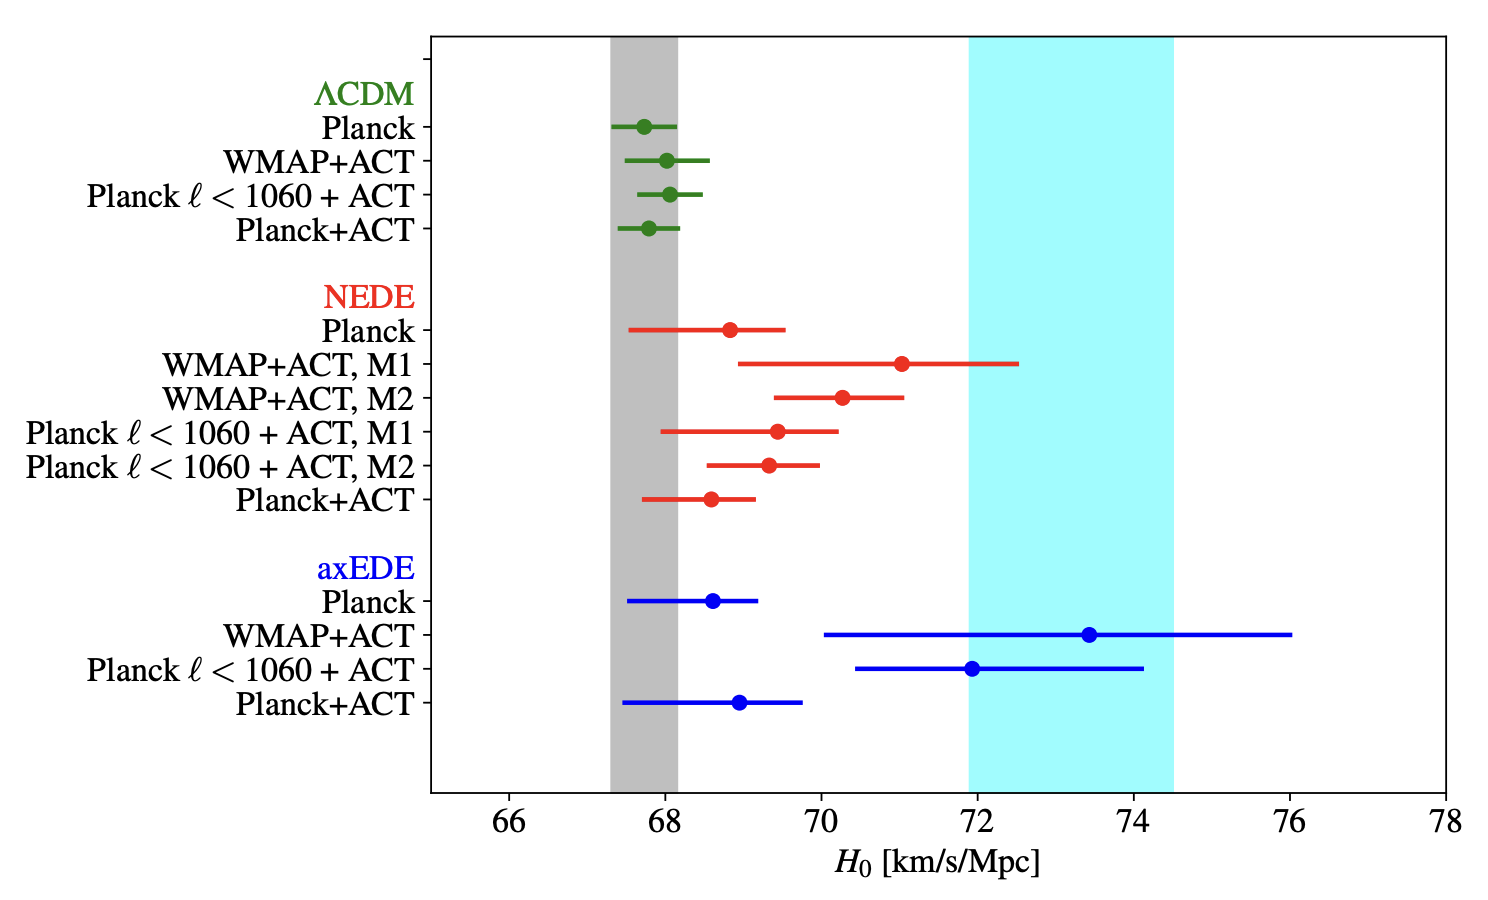 ΛCDM
Planck
WMAP+ACT
Planck ℓ < 1060 + ACT
Planck+ACT
NEDE
Planck
WMAP+ACT, M1
WMAP+ACT, M2
Planck ℓ < 1060 + ACT, M1
Planck ℓ < 1060 + ACT, M2
Planck+ACT
axEDE
Planck
WMAP+ACT
Planck ℓ < 1060 + ACT
Planck+ACT
66 68 70 72 74 76 78
H₀ [km/s/Mpc]